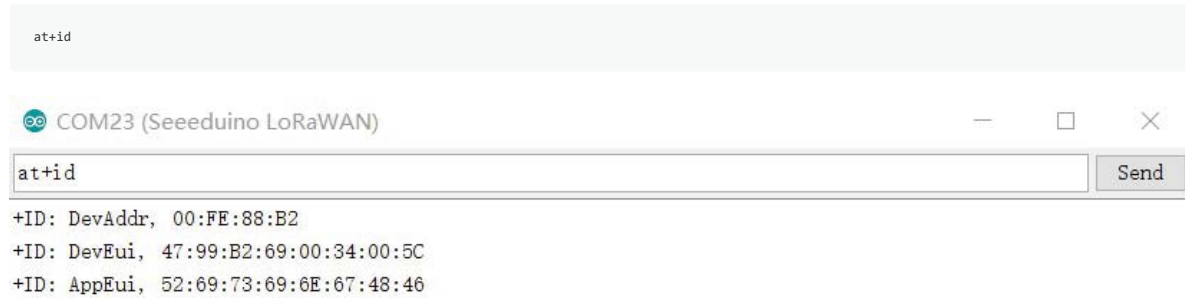 at+id
COM23 (Seeeduino LoRaWAN)
at+id
Send
+ID: DevAddr, 00:FE:88:B2
+ID: DevEui, 47:99:B2:69:00:34:00:5C
+ID: AppEui, 52:69:73:69:6E:67:48:46